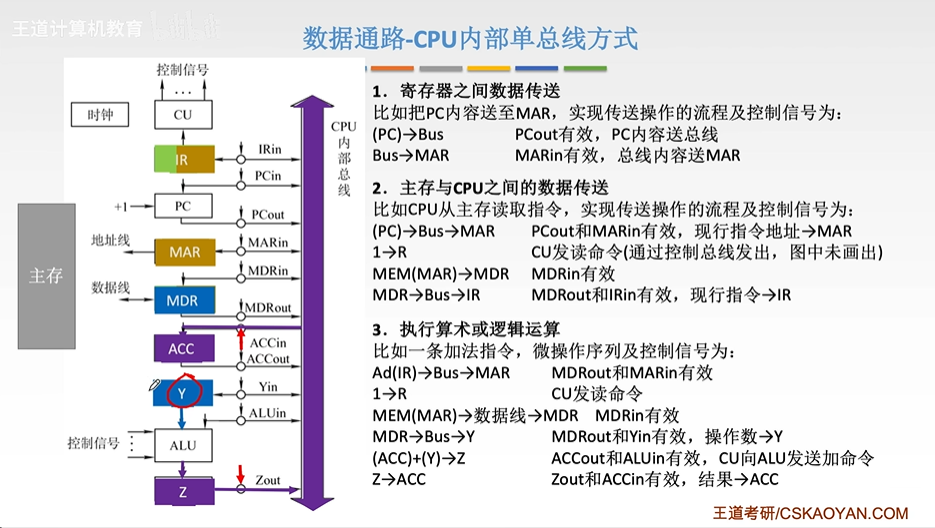 王道计算机教育
数据通路-CPU内部单总线方式
控制信号
...
时钟
CU
CPU内部总线
IR
IRin
PCin
+1
PC
PCout
地址线
MAR
MARin
主存
MDRin
数据线
MDR
MDRout
ACC
ACCin
ACCout
Y
Yin
ALUin
控制信号
ALU
Z
Zout
1. 寄存器之间数据传送
比如把PC内容送至MAR，实现传送操作的流程及控制信号为：
(PC)→Bus PCout有效，PC内容送总线
Bus→MAR MARin有效，总线内容送MAR
2. 主存与CPU之间的数据传送
比如CPU从主存读取指令，实现传送操作的流程及控制信号为：
(PC)→Bus→MAR PCout和MARin有效，现行指令地址→MAR
1→R CU发读命令(通过控制总线发出，图中未画出)
MEM(MAR)→MDR MDRin有效
MDR→Bus→IR MDRout和IRin有效，现行指令→IR
3. 执行算术或逻辑运算
比如一条加法指令，微操作序列及控制信号为：
Ad(IR)→Bus→MAR MDRout和MARin有效
1→R CU发读命令
MEM(MAR)→数据线→MDR MDRin有效
MDR→Bus→Y MDRout和Yin有效，操作数→Y
(ACC)+(Y)→Z ACCout和ALUin有效，CU向ALU发送加命令
Z→ACC Zout和ACCin有效，结果→ACC
王道考研/CSKAOYAN.COM